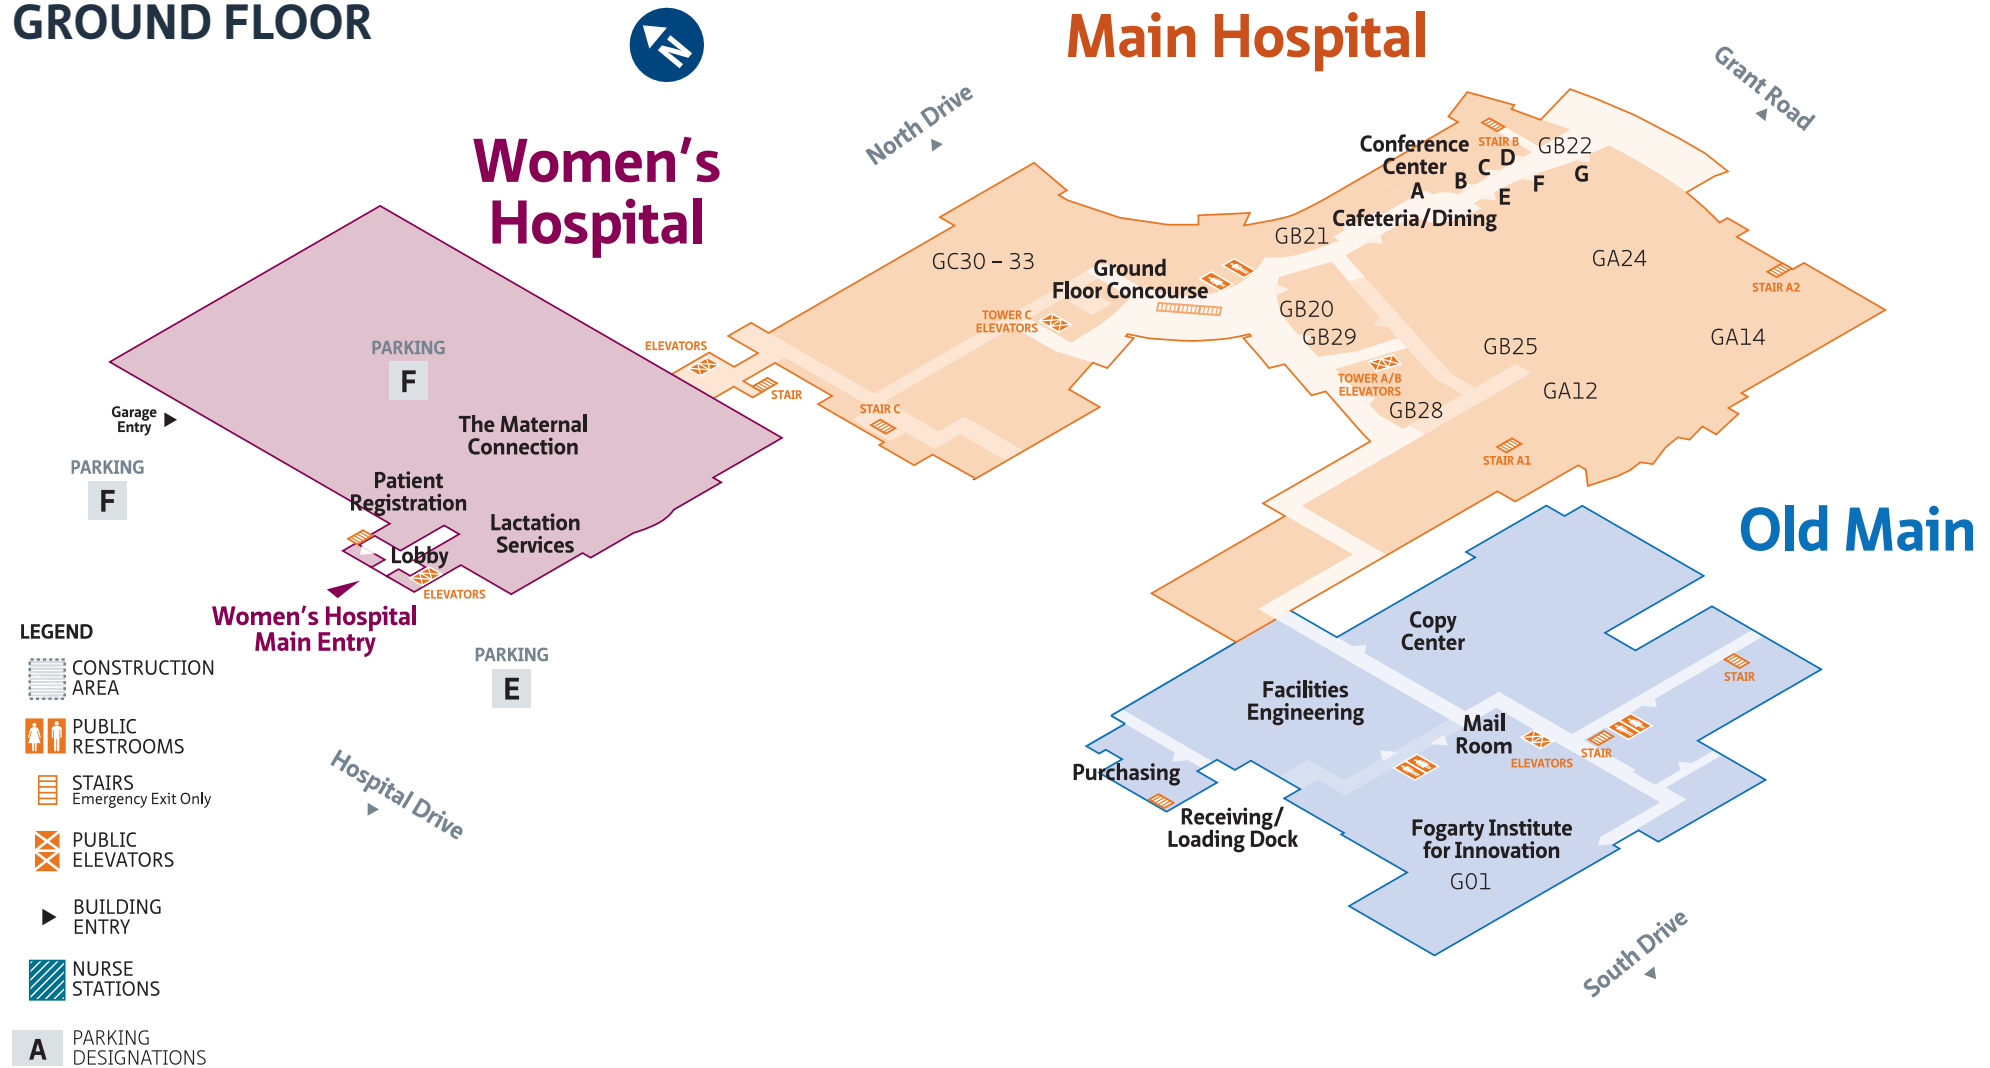 GROUND FLOOR
N
Main Hospital
Grant Road
North Drive
Women's
Hospital
Conference
Center
STAIR B
GB22
A
B
C
D
E
F
G
Cafeteria/Dining
GB21
GC30 – 33
Ground
Floor Concourse
GA24
STAIR A2
TOWER C
ELEVATORS
GB20
GB29
GB25
GA14
ELEVATORS
STAIR
TOWER A/B
ELEVATORS
GA12
GB28
STAIR C
STAIR A1
PARKING
F
Garage
Entry
The Maternal
Connection
PARKING
F
Patient
Registration
Lactation
Services
Lobby
ELEVATORS
Women's Hospital
Main Entry
PARKING
E
Hospital Drive
Old Main
Copy
Center
Facilities
Engineering
STAIR
Mail
Room
ELEVATORS
STAIR
Purchasing
Receiving/
Loading Dock
Fogarty Institute
for Innovation
G01
South Drive
LEGEND
CONSTRUCTION
AREA
PUBLIC
RESTROOMS
STAIRS
Emergency Exit Only
PUBLIC
ELEVATORS
BUILDING
ENTRY
NURSE
STATIONS
A
PARKING
DESIGNATIONS